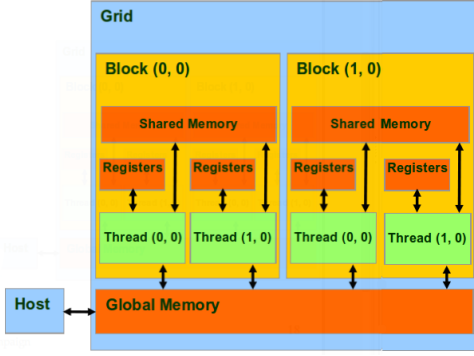 Grid
Block (0, 0)
Block (1, 0)
Shared Memory
Shared Memory
Registers
Registers
Registers
Registers
Thread (0, 0)
Thread (1, 0)
Thread (0, 0)
Thread (1, 0)
Host
Global Memory